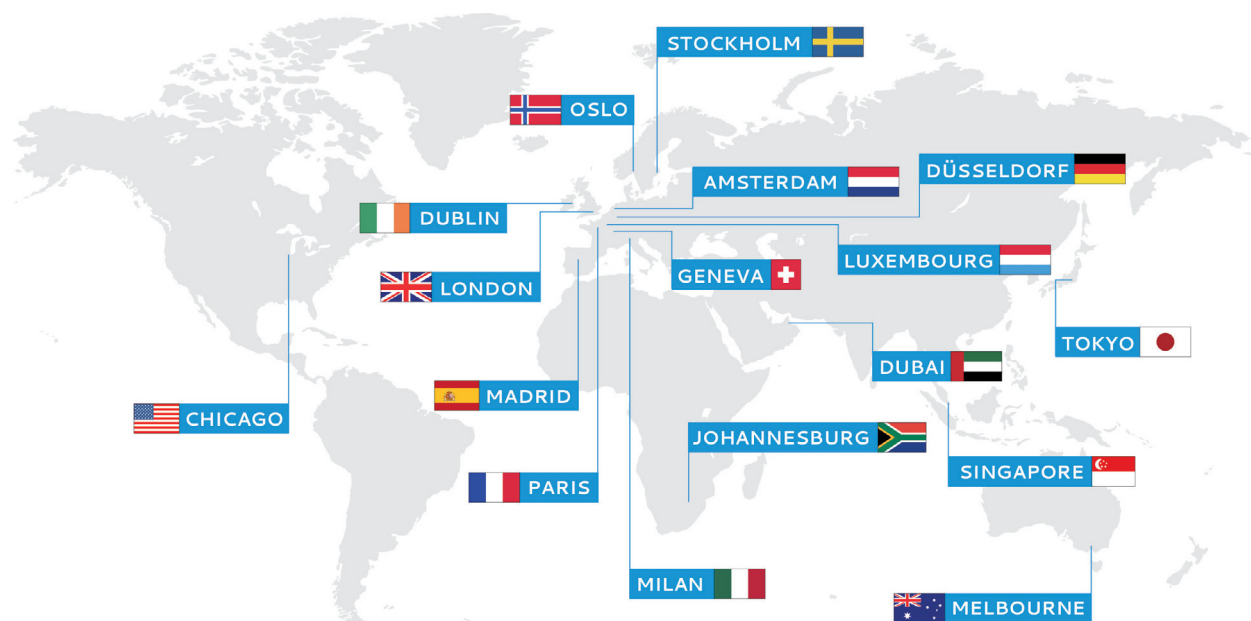 STOCKHOLM
OSLO
AMSTERDAM
DÜSSELDORF
DUBLIN
LUXEMBOURG
GENEVA
LONDON
TOKYO
DUBAI
MADRID
CHICAGO
JOHANNESBURG
SINGAPORE
PARIS
MILAN
MELBOURNE